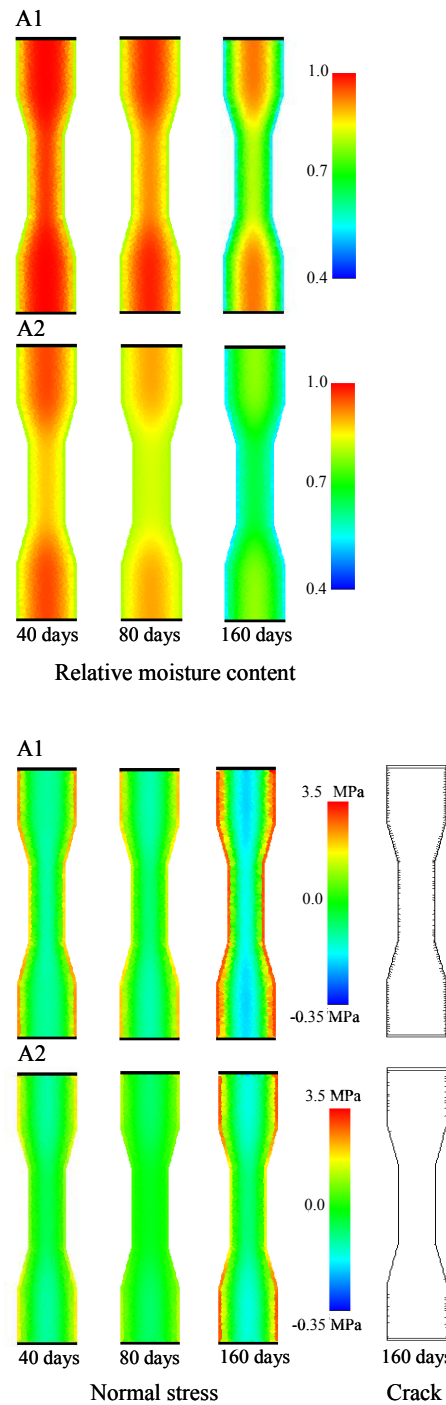 A1
1.0
0.7
0.4
A2
1.0
0.7
0.4
40 days 80 days 160 days
Relative moisture content
A1
3.5 MPa
0.0
-0.35 MPa
A2
3.5 MPa
0.0
-0.35 MPa
40 days 80 days 160 days 160 days
Normal stress Crack